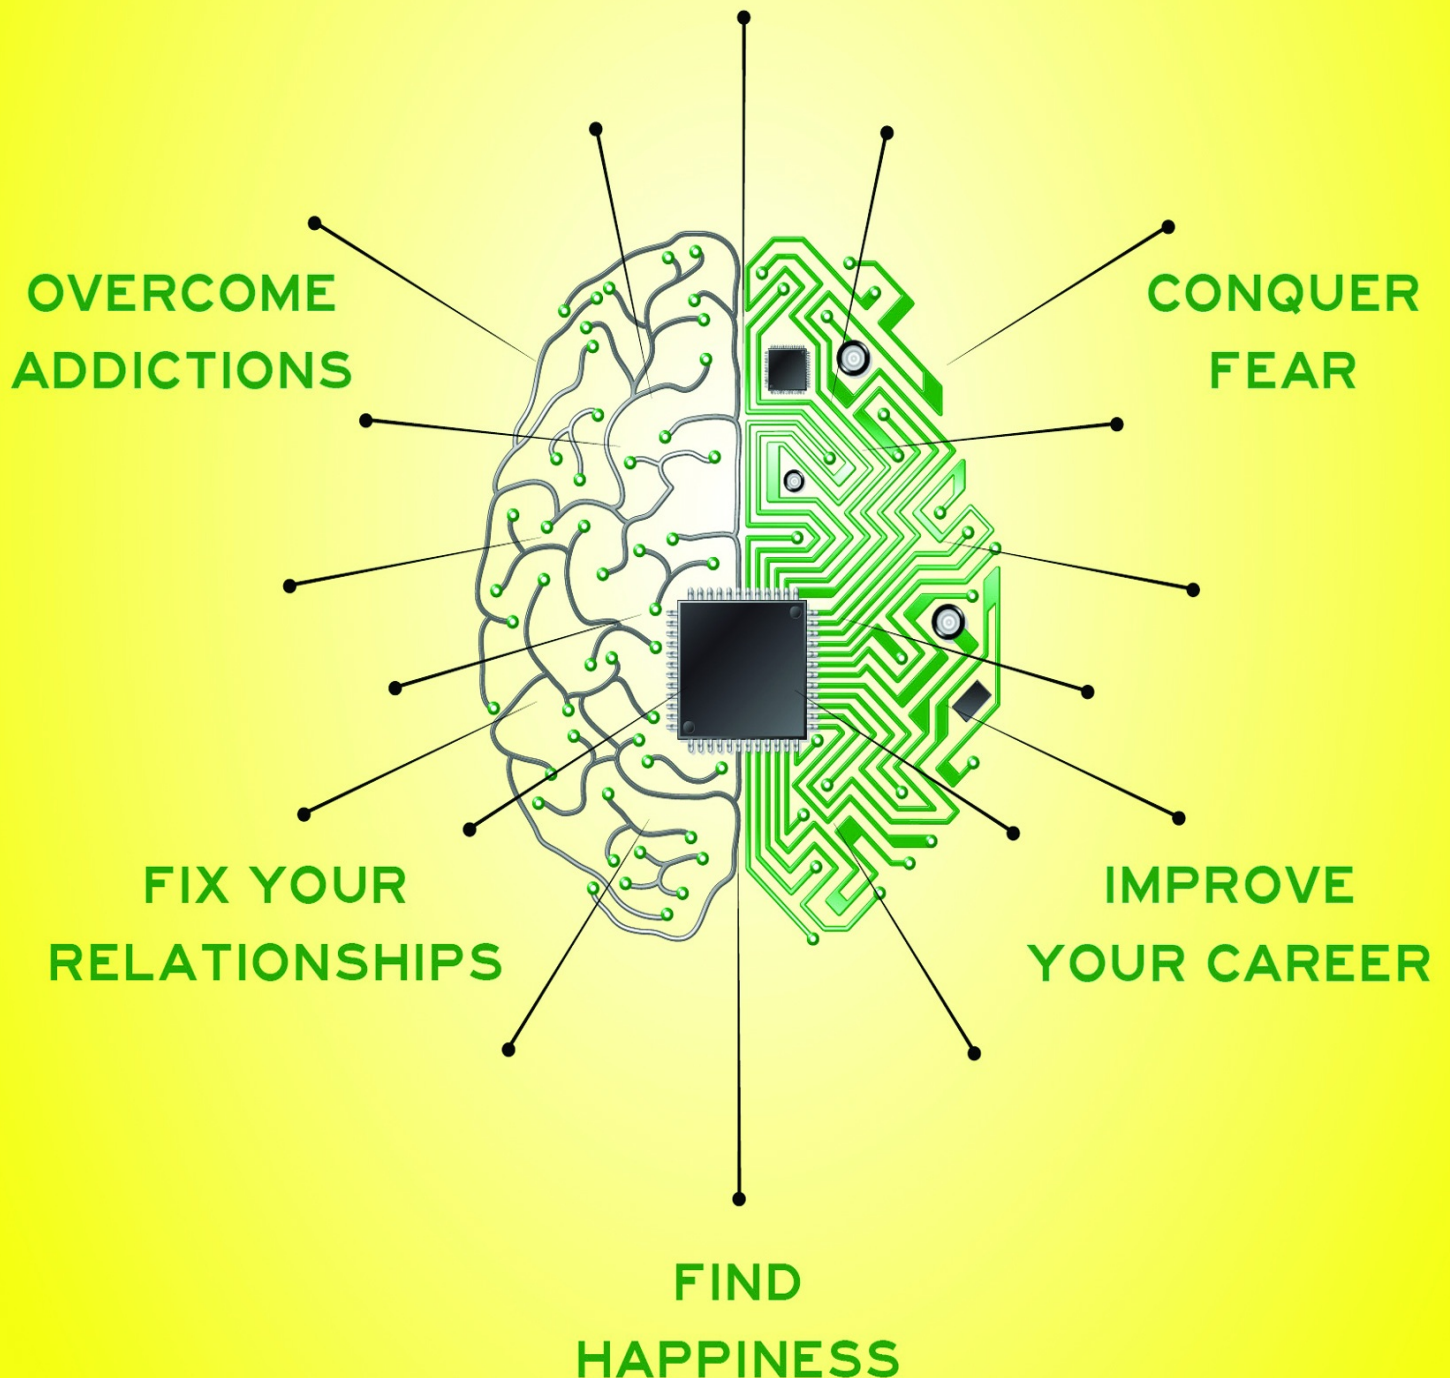 OVERCOME
ADDICTIONS
CONQUER
FEAR
FIX YOUR
RELATIONSHIPS
IMPROVE
YOUR CAREER
FIND
HAPPINESS